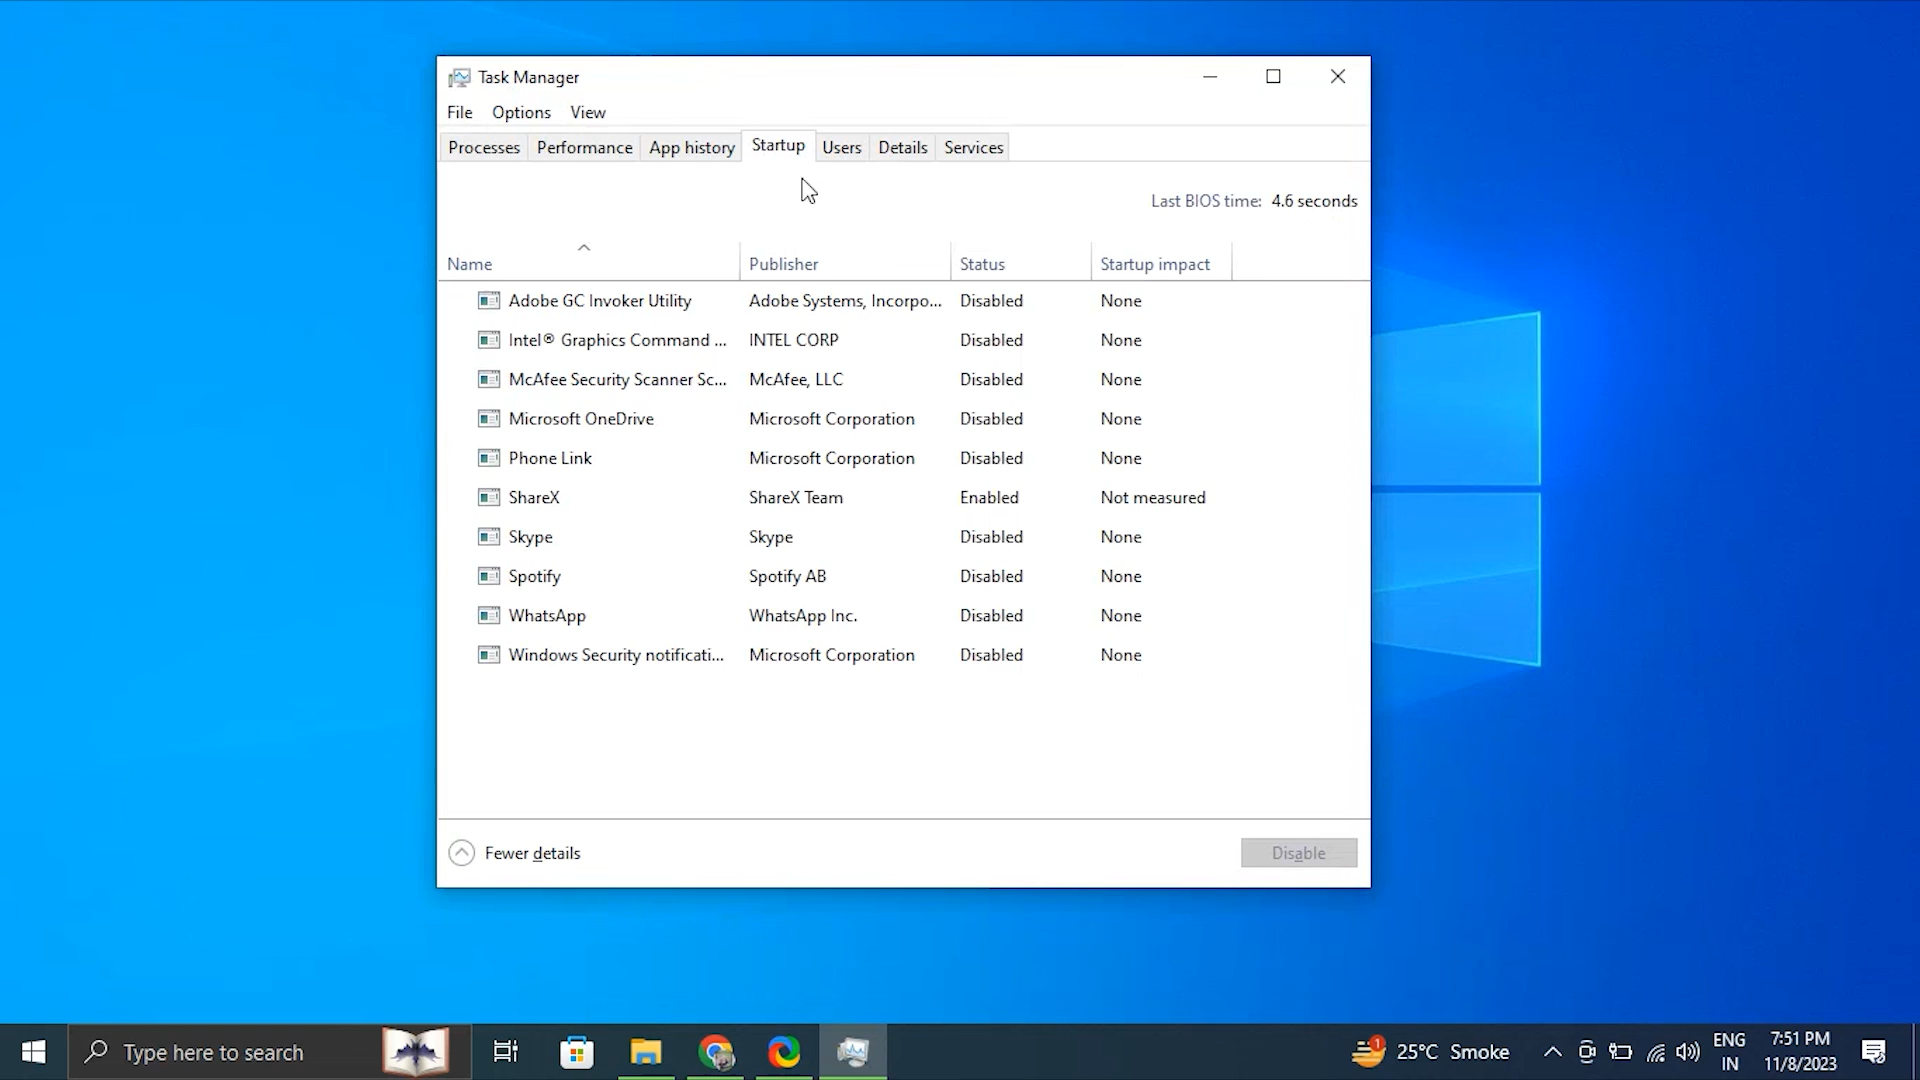 Task Manager
File Options View
Processes Performance App history Startup Users Details Services
Last BIOS time: 4.6 seconds
Name Publisher Status Startup impact
Adobe GC Invoker Utility Adobe Systems, Incorpo... Disabled None
Intel® Graphics Command ... INTEL CORP Disabled None
McAfee Security Scanner Sc... McAfee, LLC Disabled None
Microsoft OneDrive Microsoft Corporation Disabled None
Phone Link Microsoft Corporation Disabled None
ShareX ShareX Team Enabled Not measured
Skype Skype Disabled None
Spotify Spotify AB Disabled None
WhatsApp WhatsApp Inc. Disabled None
Windows Security notificati... Microsoft Corporation Disabled None
Fewer details Disable
Type here to search 1 25°C Smoke ENG 7:51 PM
IN 11/8/2023